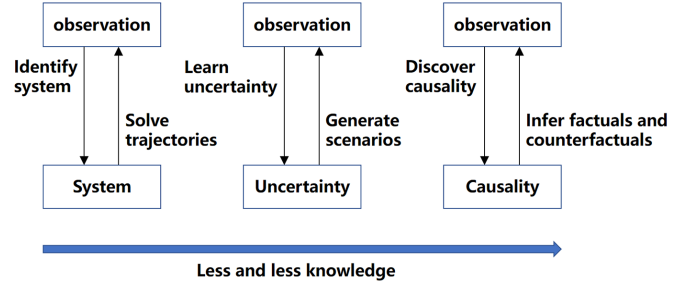 observation
observation
observation
Identify
system
Learn
uncertainty
Discover
causality
Solve
trajectories
Generate
scenarios
Infer factuals and
counterfactuals
System
Uncertainty
Causality
Less and less knowledge